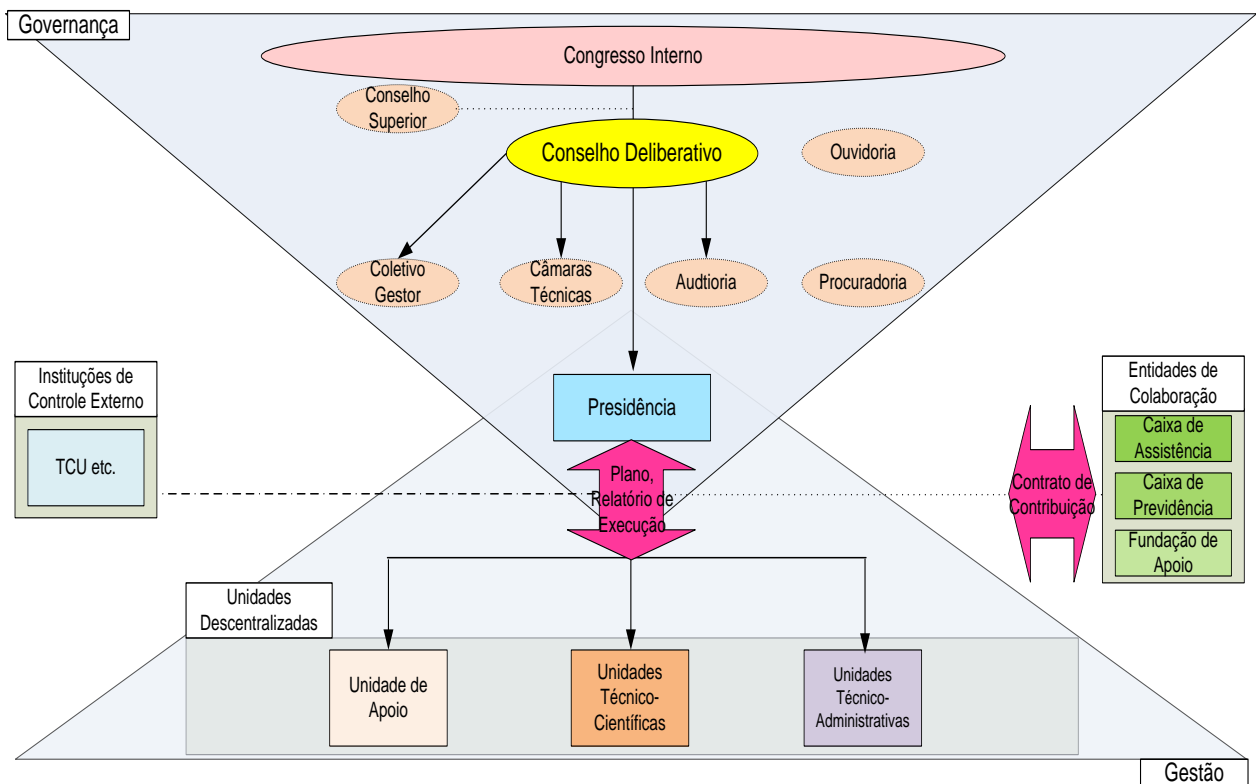 Governança
Congresso Interno
Conselho
Superior
Conselho Deliberativo
Ouvidoria
Coletivo
Gestor
Câmaras
Técnicas
Audtioria
Procuradoria
Instituções de
Controle Externo
TCU etc.
Presidência
Plano,
Relatório de
Execução
Contrato de
Contribuição
Entidades de
Colaboração
Caixa de
Assistência
Caixa de
Previdência
Fundação de
Apoio
Unidades
Descentralizadas
Unidade de
Apoio
Unidades
Técnico-
Científicas
Unidades
Técnico-
Administrativas
Gestão